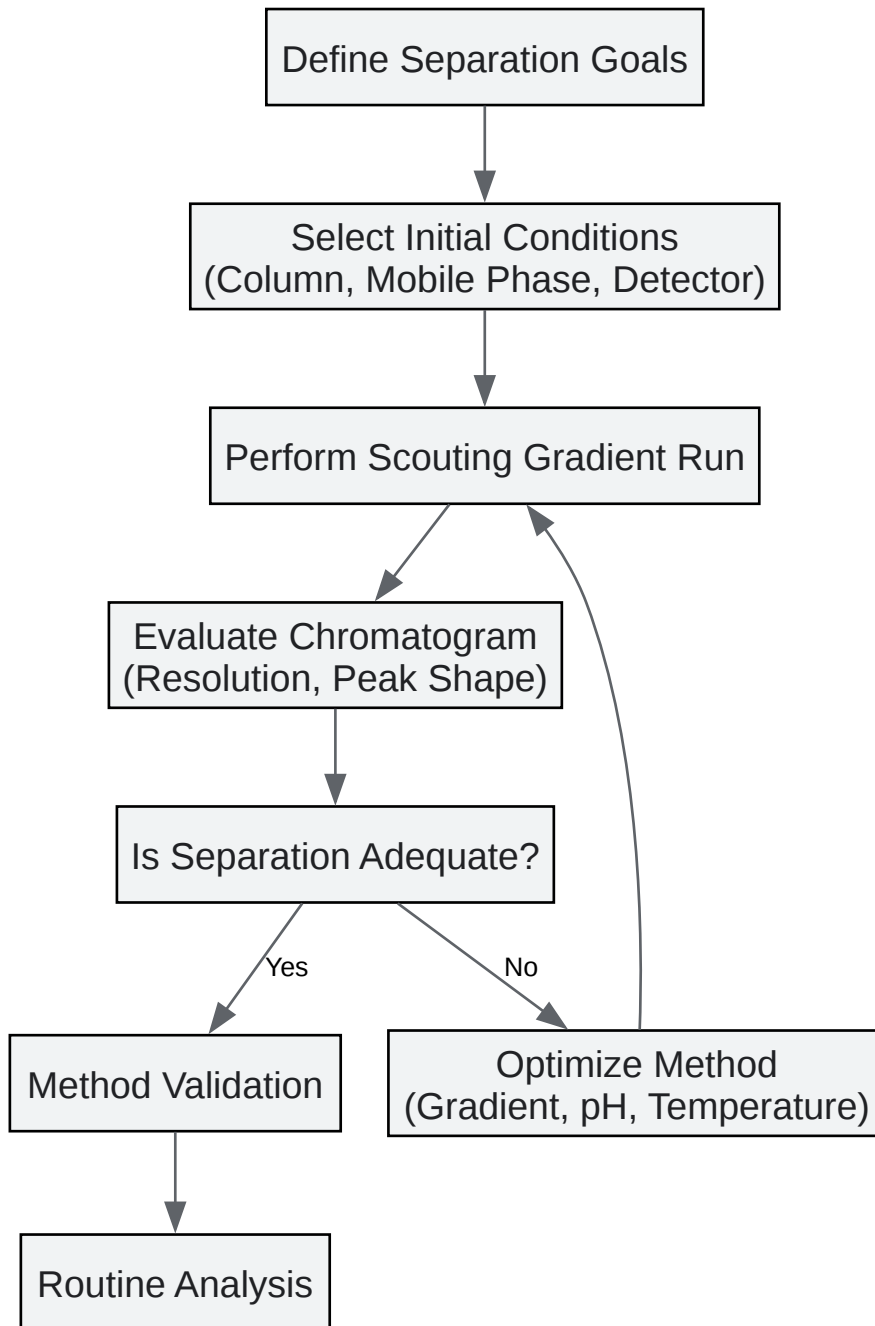 Define Separation Goals
Select Initial Conditions
(Column, Mobile Phase, Detector)
Perform Scouting Gradient Run
Evaluate Chromatogram
(Resolution, Peak Shape)
Is Separation Adequate?
Yes
No
Method Validation
Optimize Method
(Gradient, pH, Temperature)
Routine Analysis